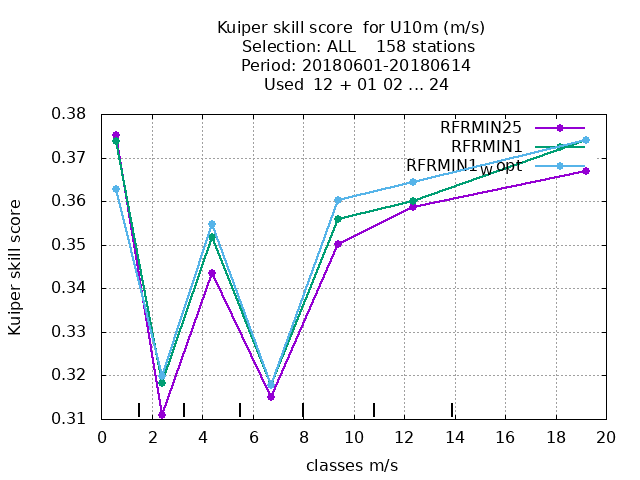 Kuiper skill score  for U10m (m/s)
Selection: ALL    158 stations
Period: 20180601-20180614
Used  12 + 01 02 ... 24
RFRMIN25
RFRMIN1
RFRMIN1wopt
0.38
0.37
0.36
0.35
0.34
0.33
0.32
0.31
Kuiper skill score
0 2 4 6 8 10 12 14 16 18 20
classes m/s